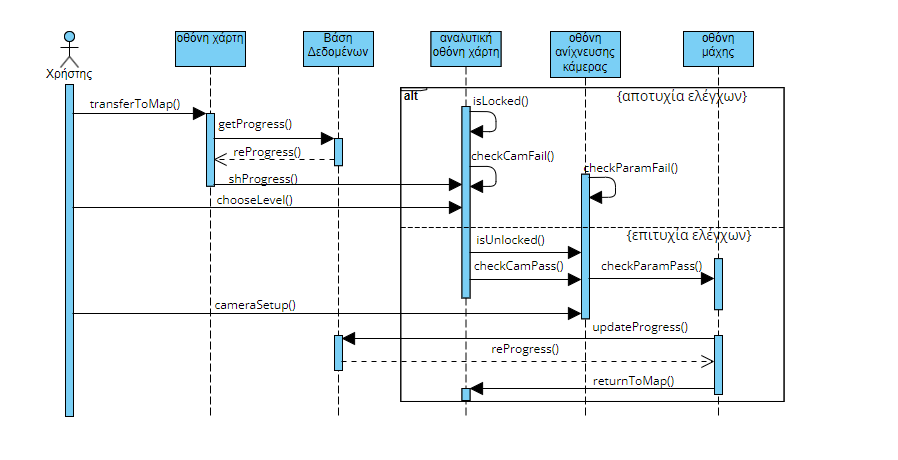 οθόνη χάρτη
Βάση
Δεδομένων
αναλυτική
οθόνη χάρτη
οθόνη
ανίχνευσης
κάμερας
οθόνη
μάχης
Χρήστης
alt
{αποτυχία ελέγχων}
transferToMap()
isLocked()
getProgress()
reProgress()
checkCamFail()
checkParamFail()
shProgress()
chooseLevel()
{επιτυχία ελέγχων}
isUnlocked()
checkCamPass()
checkParamPass()
cameraSetup()
updateProgress()
reProgress()
returnToMap()